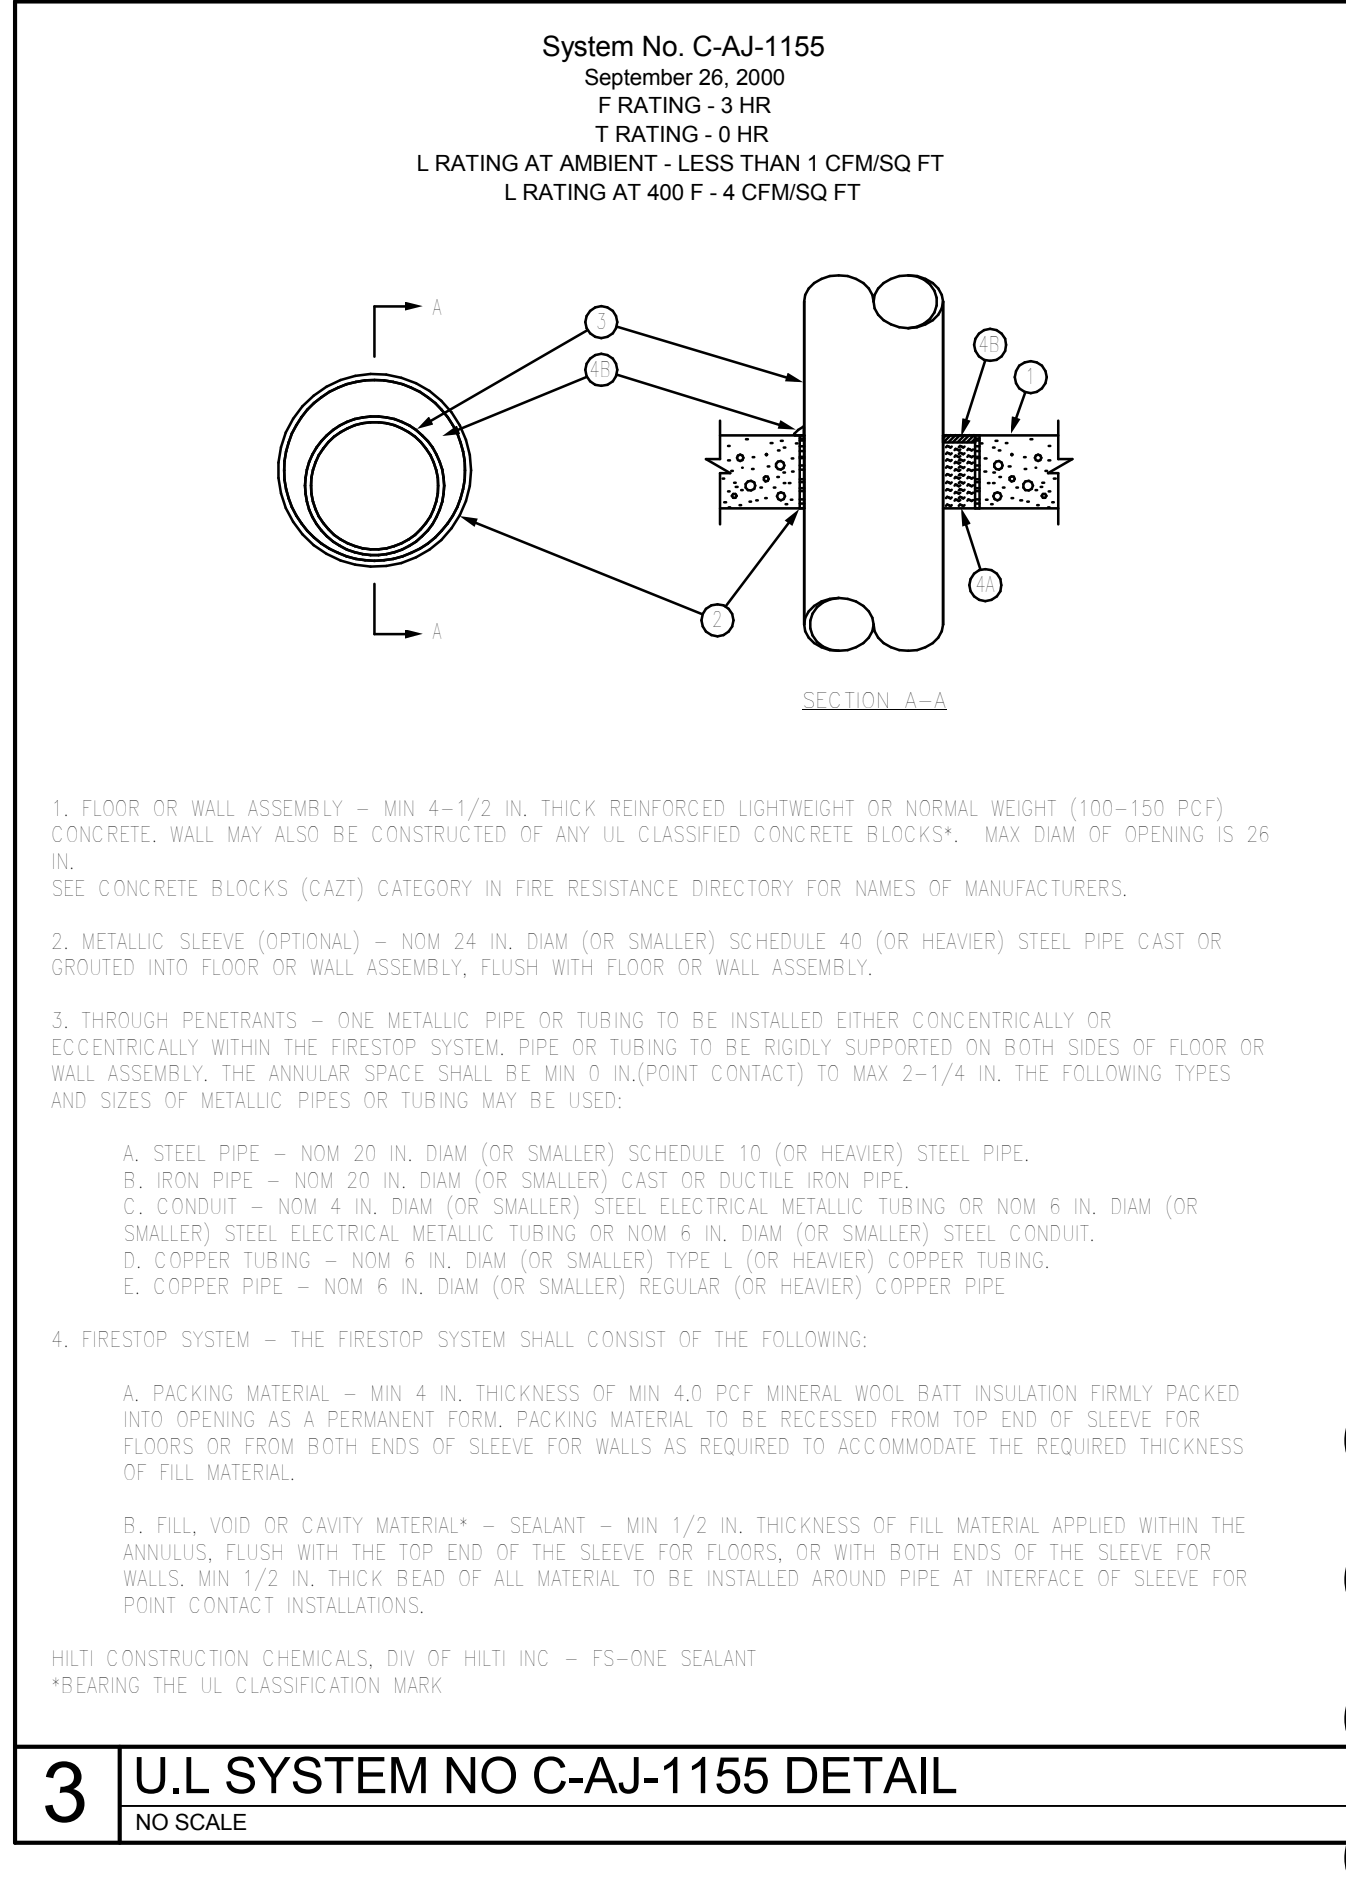 System No. C-AJ-1155
September 26, 2000
F RATING - 3 HR
T RATING - 0 HR
L RATING AT AMBIENT - LESS THAN 1 CFM/SQ FT
L RATING AT 400 F - 4 CFM/SQ FT
A
3
4B
4B
1
4A
2
A
SECTION A-A
1. FLOOR OR WALL ASSEMBLY – MIN 4-1/2 IN. THICK REINFORCED LIGHTWEIGHT OR NORMAL WEIGHT (100-150 PCF)
CONCRETE. WALL MAY ALSO BE CONSTRUCTED OF ANY UL CLASSIFIED CONCRETE BLOCKS*. MAX DIAM OF OPENING IS 26
IN.
SEE CONCRETE BLOCKS (CAZT) CATEGORY IN FIRE RESISTANCE DIRECTORY FOR NAMES OF MANUFACTURERS.
2. METALLIC SLEEVE (OPTIONAL) – NOM 24 IN. DIAM (OR SMALLER) SCHEDULE 40 (OR HEAVIER) STEEL PIPE CAST OR
GROUTED INTO FLOOR OR WALL ASSEMBLY, FLUSH WITH FLOOR OR WALL ASSEMBLY.
3. THROUGH PENETRANTS – ONE METALLIC PIPE OR TUBING TO BE INSTALLED EITHER CONCENTRICALLY OR
ECCENTRICALLY WITHIN THE FIRESTOP SYSTEM. PIPE OR TUBING TO BE RIGIDLY SUPPORTED ON BOTH SIDES OF FLOOR OR
WALL ASSEMBLY. THE ANNULAR SPACE SHALL BE MIN 0 IN.(POINT CONTACT) TO MAX 2-1/4 IN. THE FOLLOWING TYPES
AND SIZES OF METALLIC PIPES OR TUBING MAY BE USED:
A. STEEL PIPE – NOM 20 IN. DIAM (OR SMALLER) SCHEDULE 10 (OR HEAVIER) STEEL PIPE.
B. IRON PIPE – NOM 20 IN. DIAM (OR SMALLER) CAST OR DUCTILE IRON PIPE.
C. CONDUIT – NOM 4 IN. DIAM (OR SMALLER) STEEL ELECTRICAL METALLIC TUBING OR NOM 6 IN. DIAM (OR
SMALLER) STEEL ELECTRICAL METALLIC TUBING OR NOM 6 IN. DIAM (OR SMALLER) STEEL CONDUIT.
D. COPPER TUBING – NOM 6 IN. DIAM (OR SMALLER) TYPE L (OR HEAVIER) COPPER TUBING.
E. COPPER PIPE – NOM 6 IN. DIAM (OR SMALLER) REGULAR (OR HEAVIER) COPPER PIPE
4. FIRESTOP SYSTEM – THE FIRESTOP SYSTEM SHALL CONSIST OF THE FOLLOWING:
A. PACKING MATERIAL – MIN 4 IN. THICKNESS OF MIN 4.0 PCF MINERAL WOOL BATT INSULATION FIRMLY PACKED
INTO OPENING AS A PERMANENT FORM. PACKING MATERIAL TO BE RECESSED FROM TOP END OF SLEEVE FOR
FLOORS OR FROM BOTH ENDS OF SLEEVE FOR WALLS AS REQUIRED TO ACCOMMODATE THE REQUIRED THICKNESS
OF FILL MATERIAL.
B. FILL, VOID OR CAVITY MATERIAL* – SEALANT – MIN 1/2 IN. THICKNESS OF FILL MATERIAL APPLIED WITHIN THE
ANNULUS, FLUSH WITH THE TOP END OF THE SLEEVE FOR FLOORS, OR WITH BOTH ENDS OF THE SLEEVE FOR
WALLS. MIN 1/2 IN. THICK BEAD OF ALL MATERIAL TO BE INSTALLED AROUND PIPE AT INTERFACE OF SLEEVE FOR
POINT CONTACT INSTALLATIONS.
HILTI CONSTRUCTION CHEMICALS, DIV OF HILTI INC – FS-ONE SEALANT
*BEARING THE UL CLASSIFICATION MARK
3
U.L SYSTEM NO C-AJ-1155 DETAIL
NO SCALE